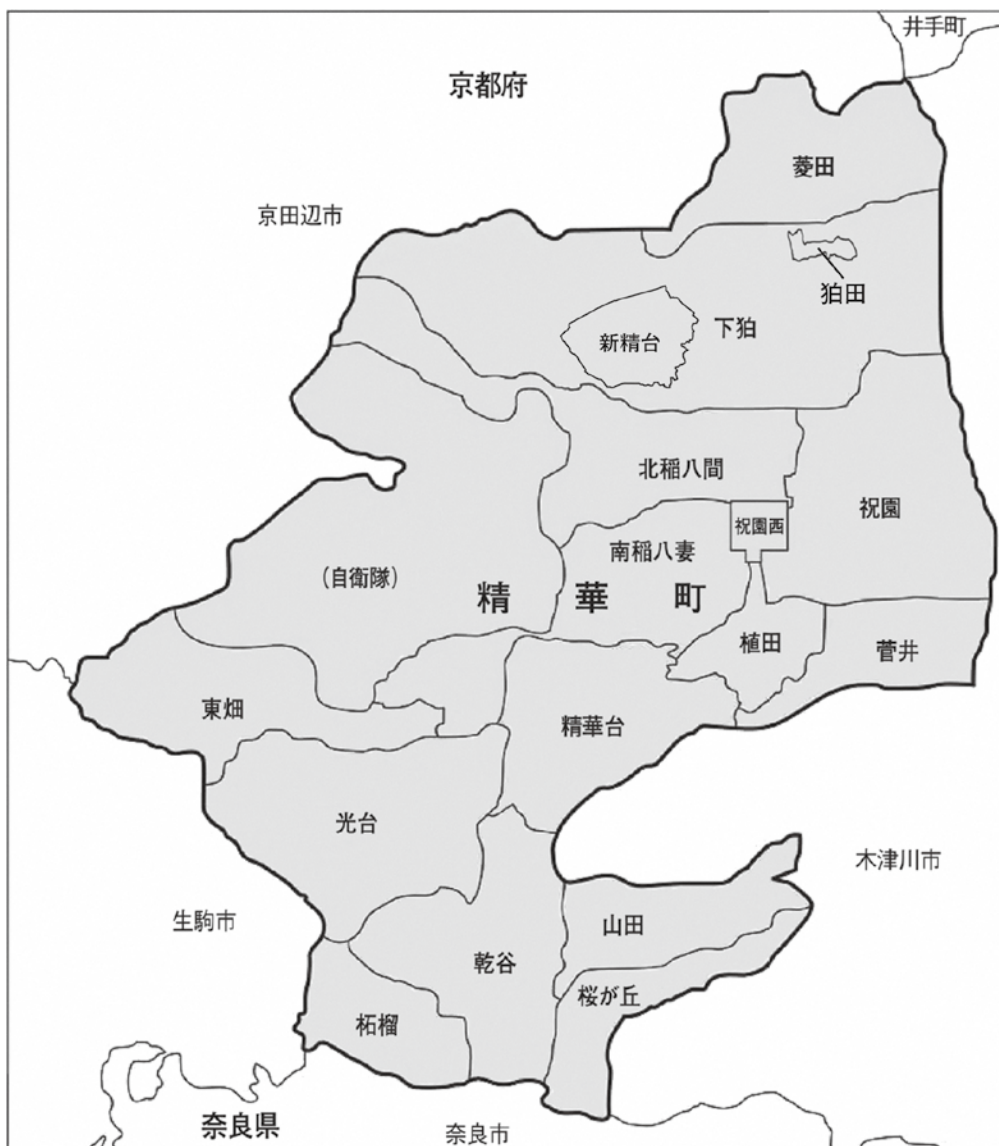 井手町
京都府
菱田
京田辺市
狛田
下狛
新精台
北稲八間
祝園
祝園西
南稲八妻
(自衛隊)
精華町
植田
菅井
東畑
精華台
光台
木津川市
生駒市
山田
乾谷
桜が丘
柘榴
奈良県
奈良市